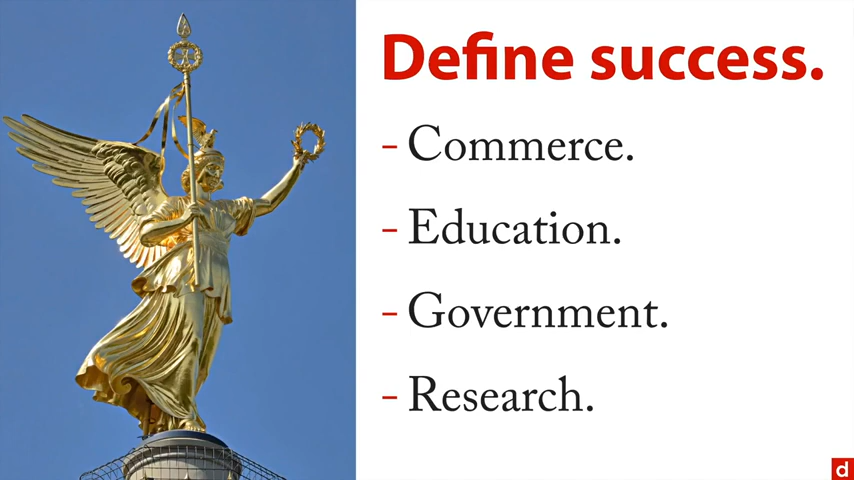 Define success.
- Commerce.
- Education.
- Government.
- Research.
d